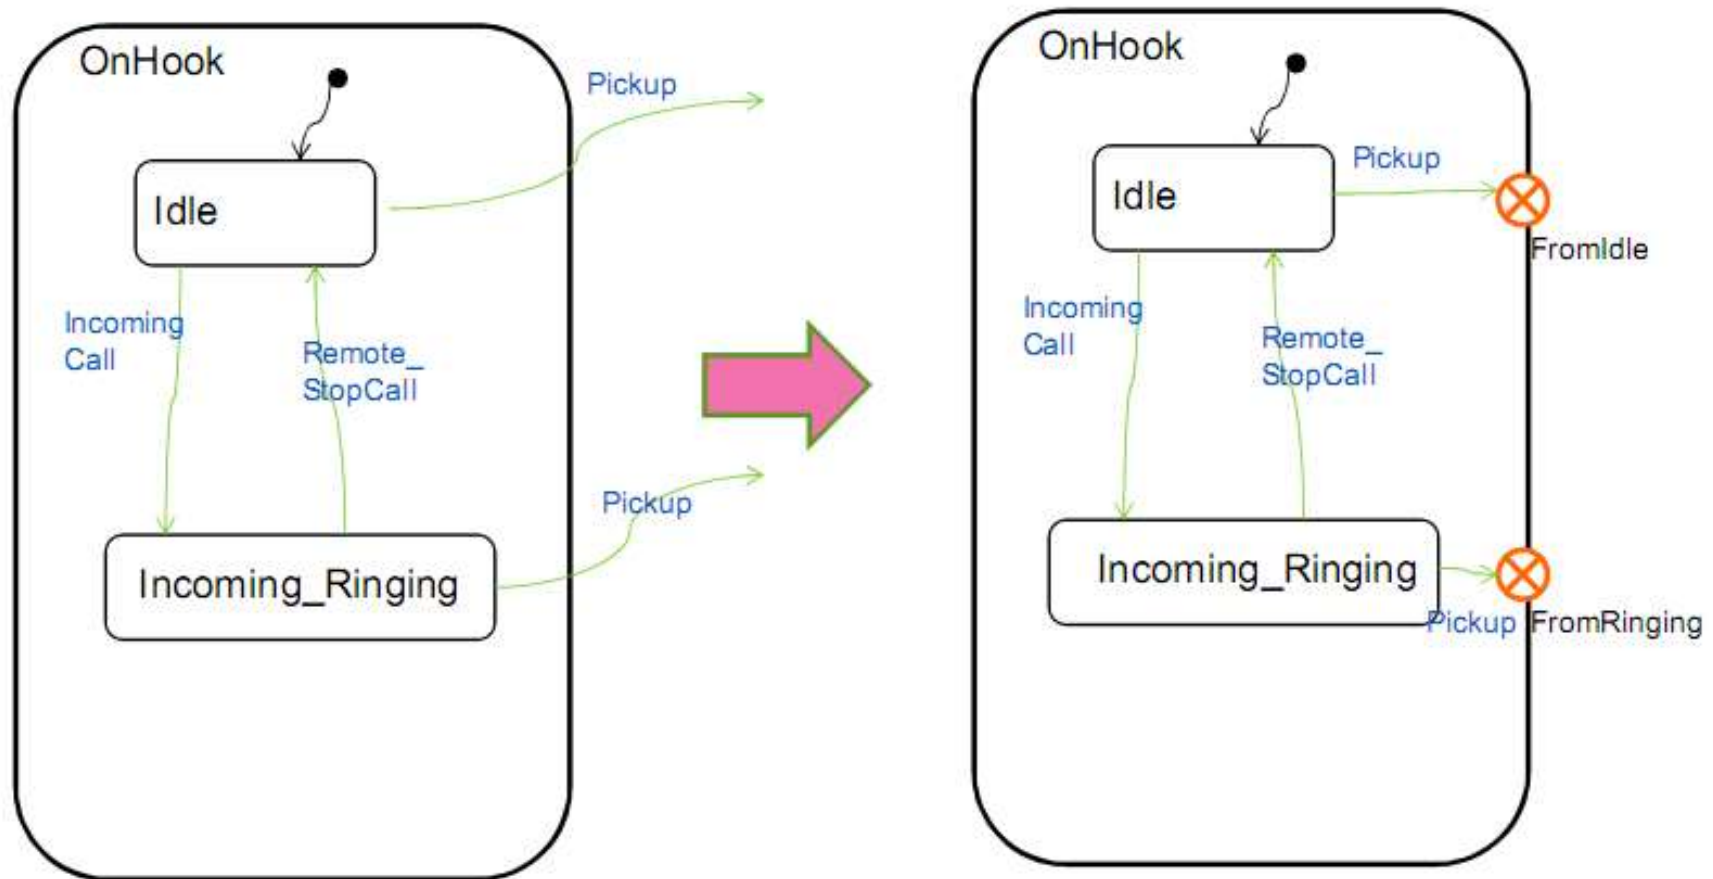 OnHook
Pickup
Idle
Incoming
Call
Remote_
StopCall
Pickup
Incoming_Ringing
OnHook
Pickup
Idle
FromIdle
Incoming
Call
Remote_
StopCall
Incoming_Ringing
Pickup
FromRinging